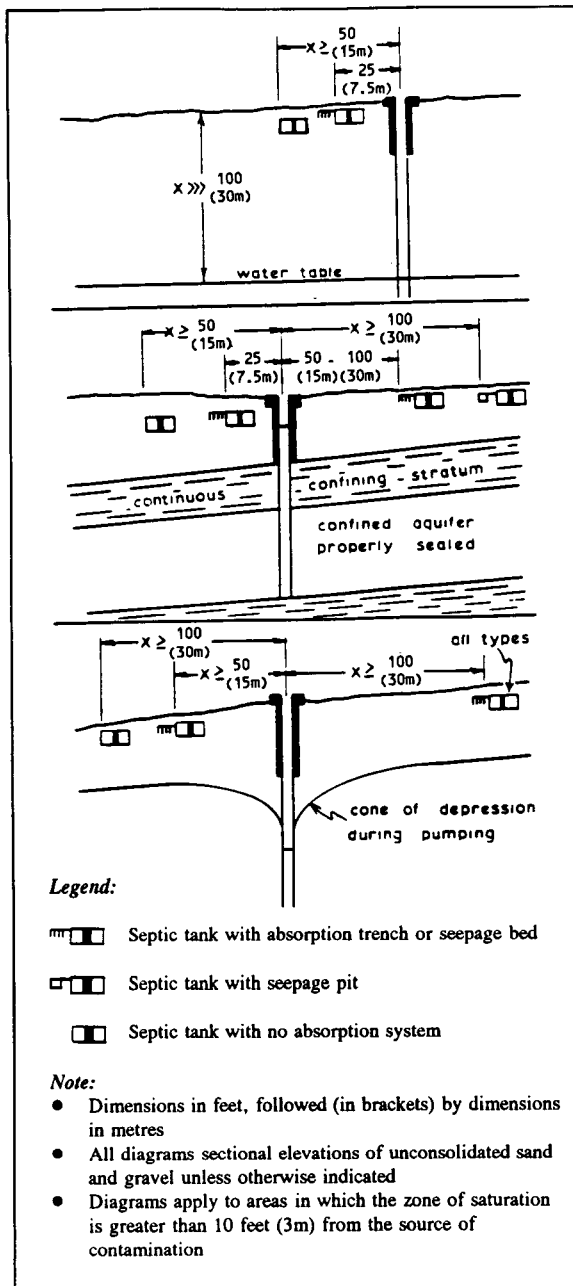 x ≥ 50
(15m)
25
(7.5m)
x >>> 100
(30m)
water table
x ≥ 50
(15m)
x ≥ 100
(30m)
25
(7.5m)
50 - 100
(15m)(30m)
continuous confining - stratum
confined aquifer
properly sealed
x ≥ 100
(30m)
x ≥ 50
(15m)
x ≥ 100
(30m)
all types
cone of depression
during pumping
Legend:
Septic tank with absorption trench or seepage bed
Septic tank with seepage pit
Septic tank with no absorption system
Note:
● Dimensions in feet, followed (in brackets) by dimensions
in metres
● All diagrams sectional elevations of unconsolidated sand
and gravel unless otherwise indicated
● Diagrams apply to areas in which the zone of saturation
is greater than 10 feet (3m) from the source of
contamination